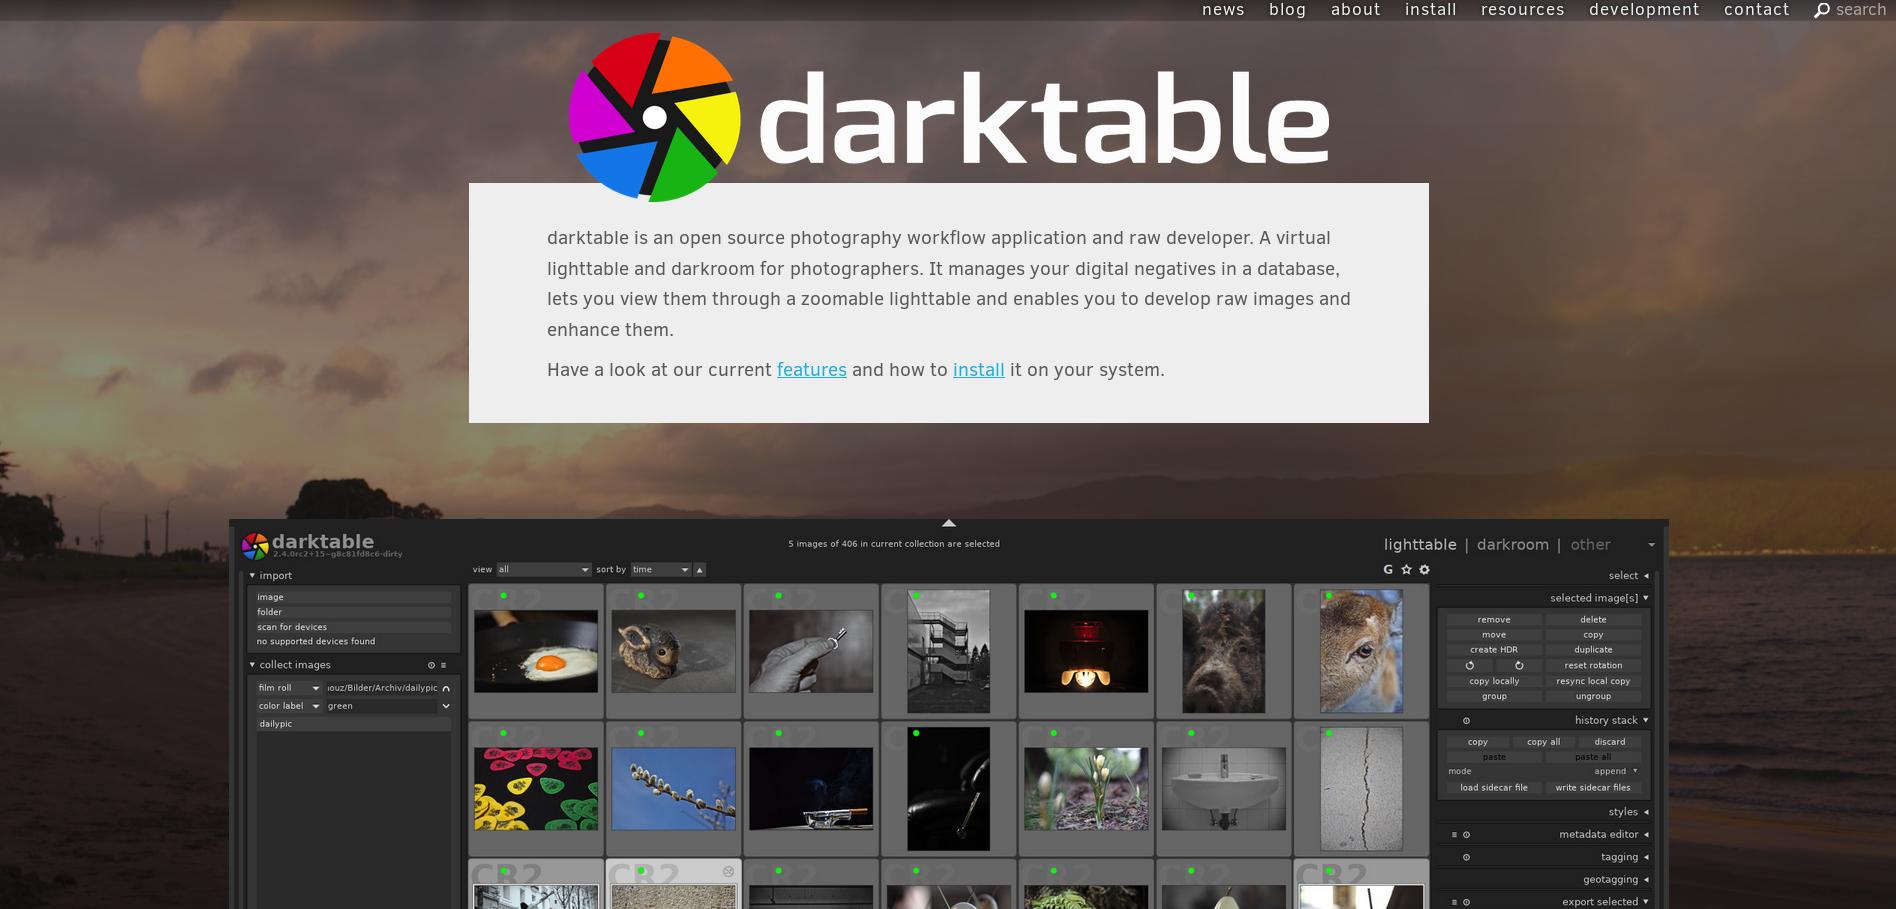 news blog about install resources development contact search
darktable
darktable is an open source photography workflow application and raw developer. A virtual
lighttable and darkroom for photographers. It manages your digital negatives in a database,
lets you view them through a zoomable lighttable and enables you to develop raw images and
enhance them.
Have a look at our current features and how to install it on your system.
darktable
2.4.0rc2+15~g8c81fd8c6-dirty
5 images of 406 in current collection are selected
lighttable | darkroom | other
view all sort by time
G
import
image
folder
scan for devices
no supported devices found
collect images
film roll
ıouz/Bilder/Archiv/dailypic
color label green
dailypic
CR2
CR2
CR2
select
selected image[s]
remove delete
move copy
create HDR duplicate
reset rotation
copy locally resync local copy
group ungroup
history stack
copy copy all discard
paste paste all
mode append
load sidecar file write sidecar files
styles
metadata editor
tagging
geotagging
export selected